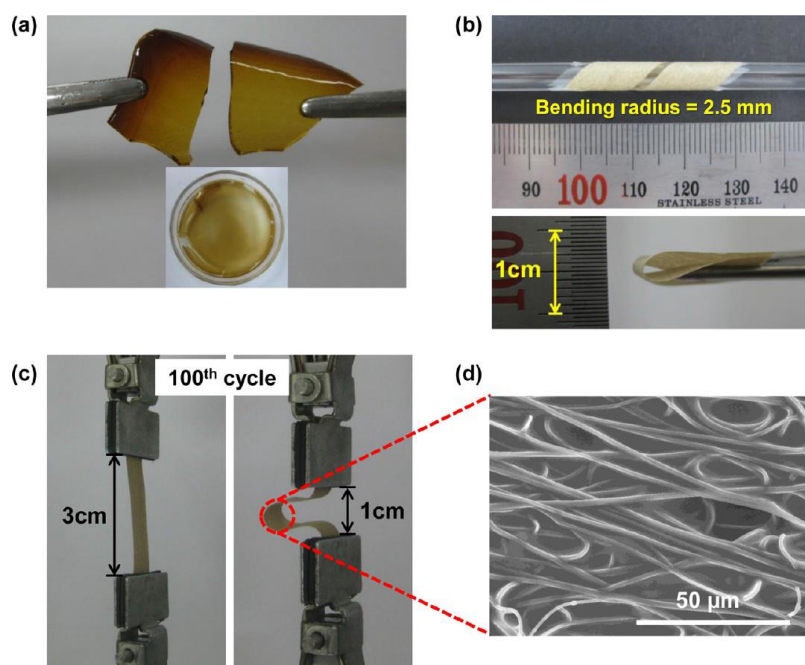 (a)
(b)
Bending radius = 2.5 mm
90 100 110 120 130 140
STAINLESS STEEL
100
1cm
(c)
100th cycle
3cm
1cm
(d)
50 µm